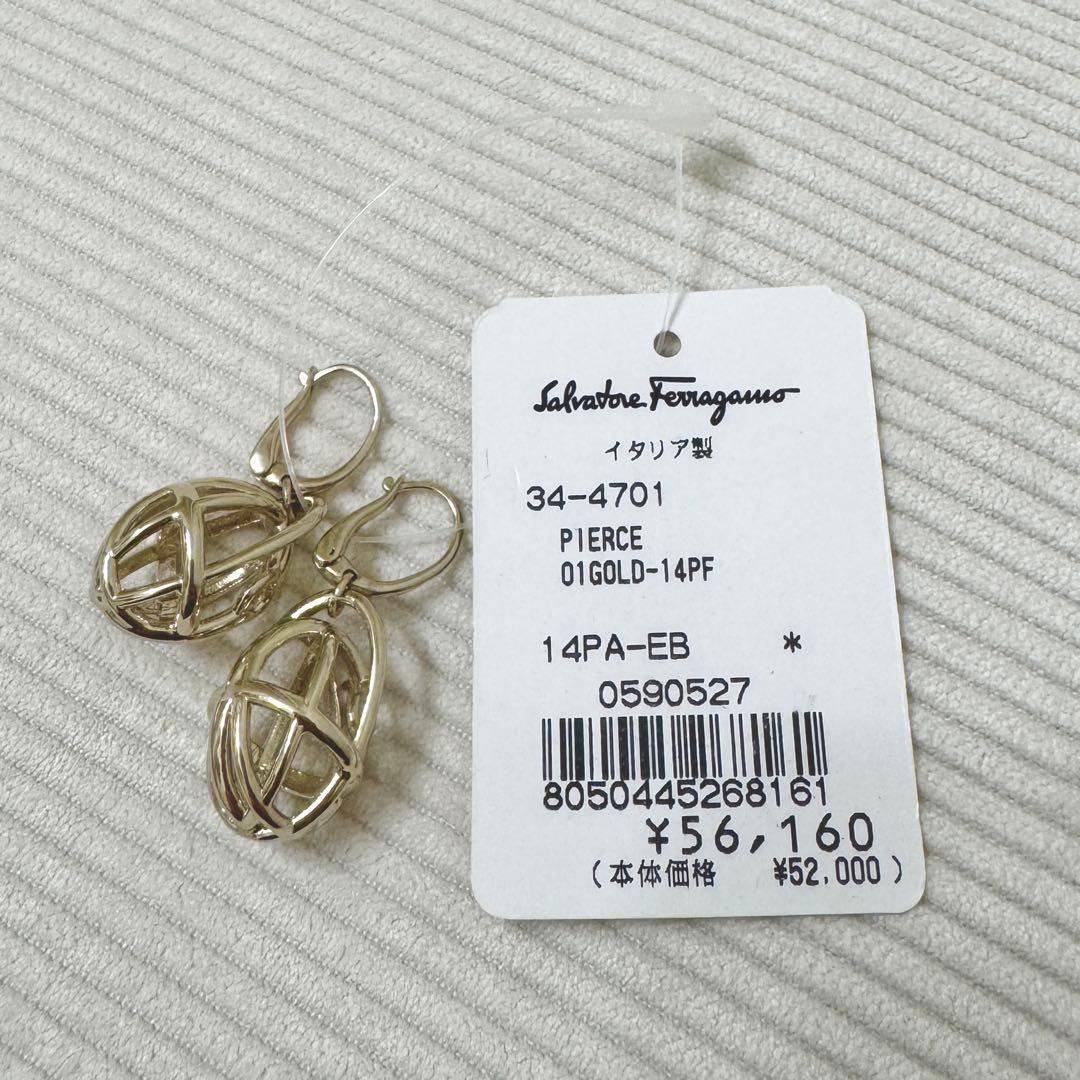 Salvatore Ferragamo
イタリア製
34-4701
PIERCE
01GOLD-14PF
14PA-EB *
0590527
8050445268161
¥56,160
(本体価格 ¥52,000)